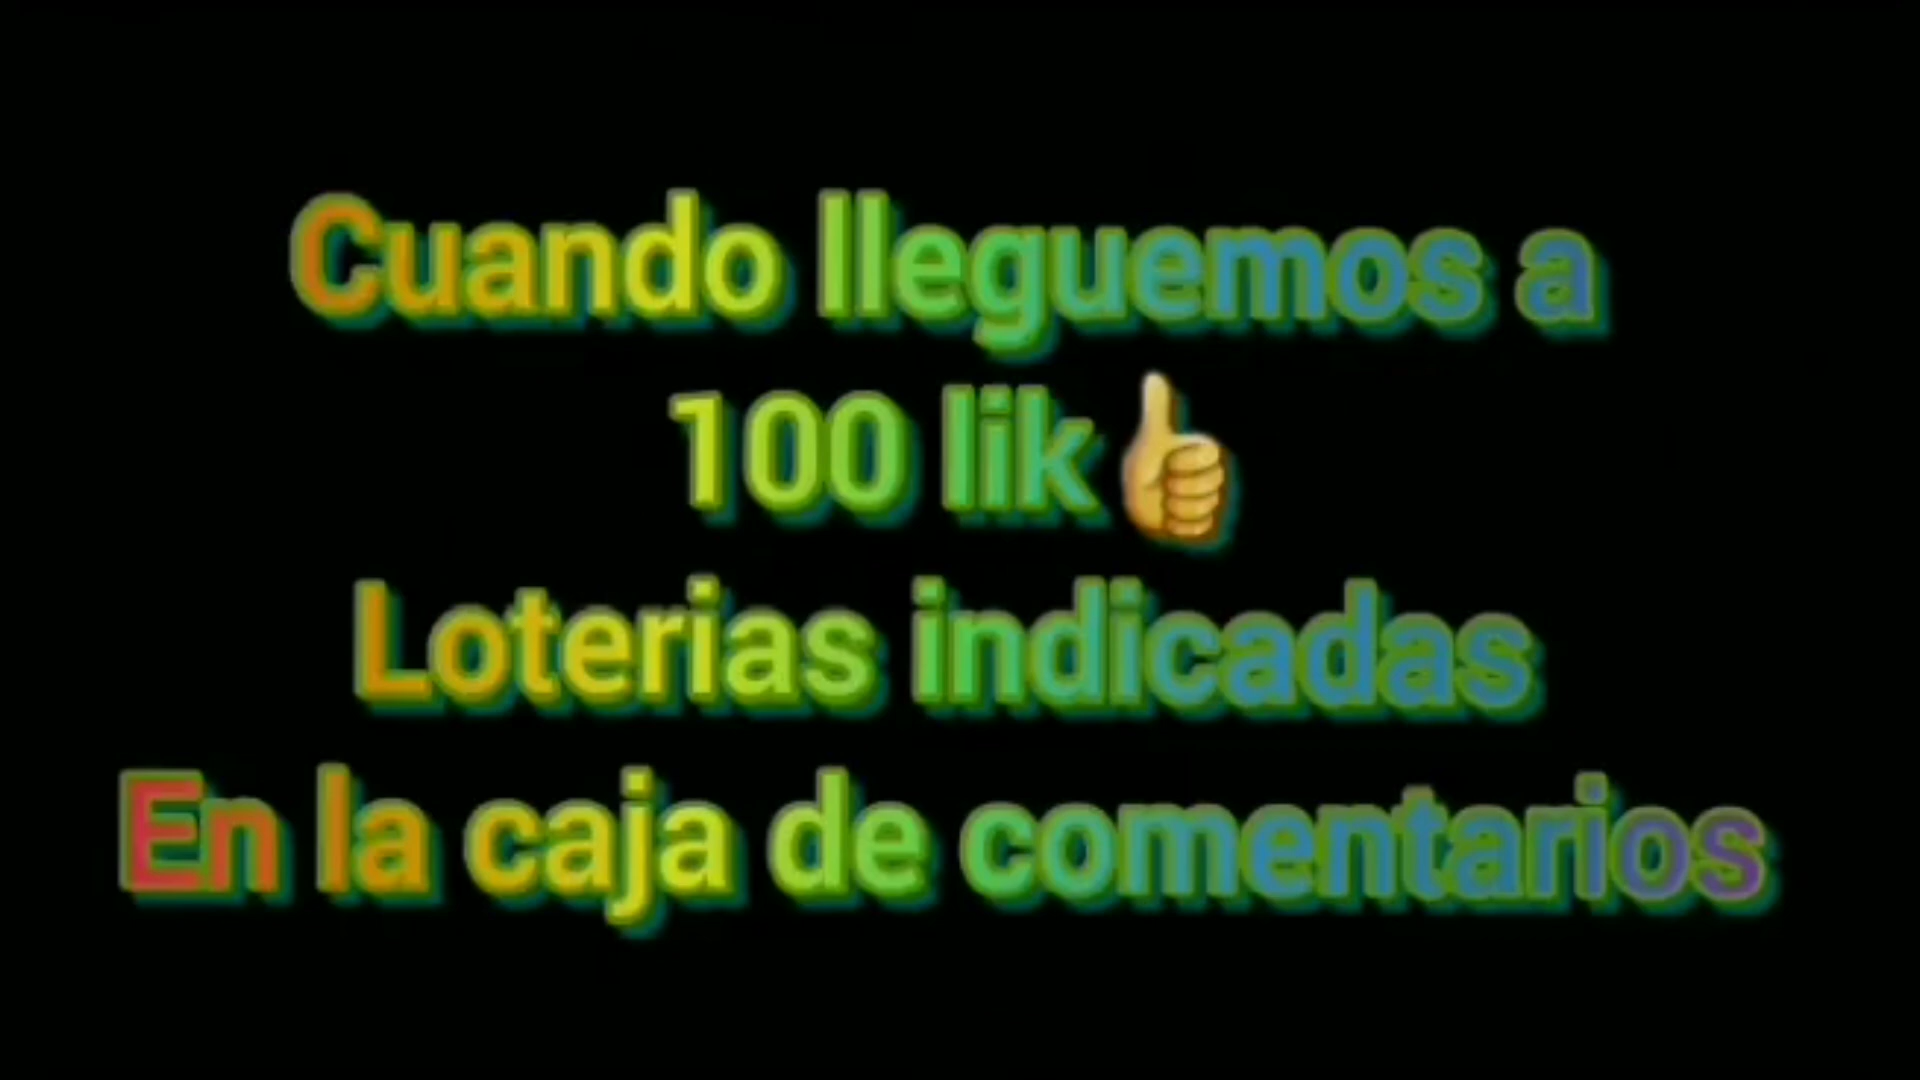 Cuando lleguemos a
100 lik👍
Loterias indicadas
En la caja de comentarios